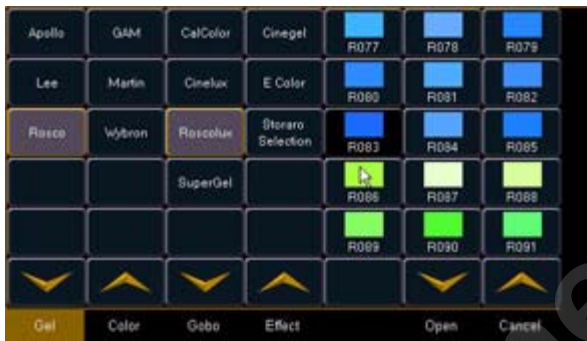 Apollo GAM CalColor Cinegel R077 R078 R079
Lee Martin Cinelux E Color R080 R081 R082
Rosco Wybron Roscolux Storaro Selection R083 R084 R085
SuperGel R086 R087 R088
R089 R090 R091
Gel Color Gobo Effect Open Cancel